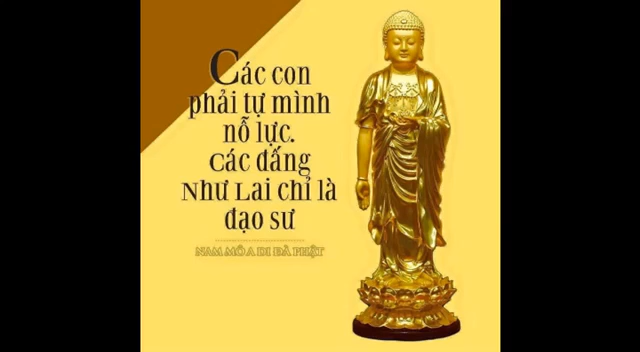 Các con
phải tự mình
nỗ lực.
Các đấng
Như Lai chỉ là
đạo sư
NAM MÔ A DI ĐÀ PHẬT